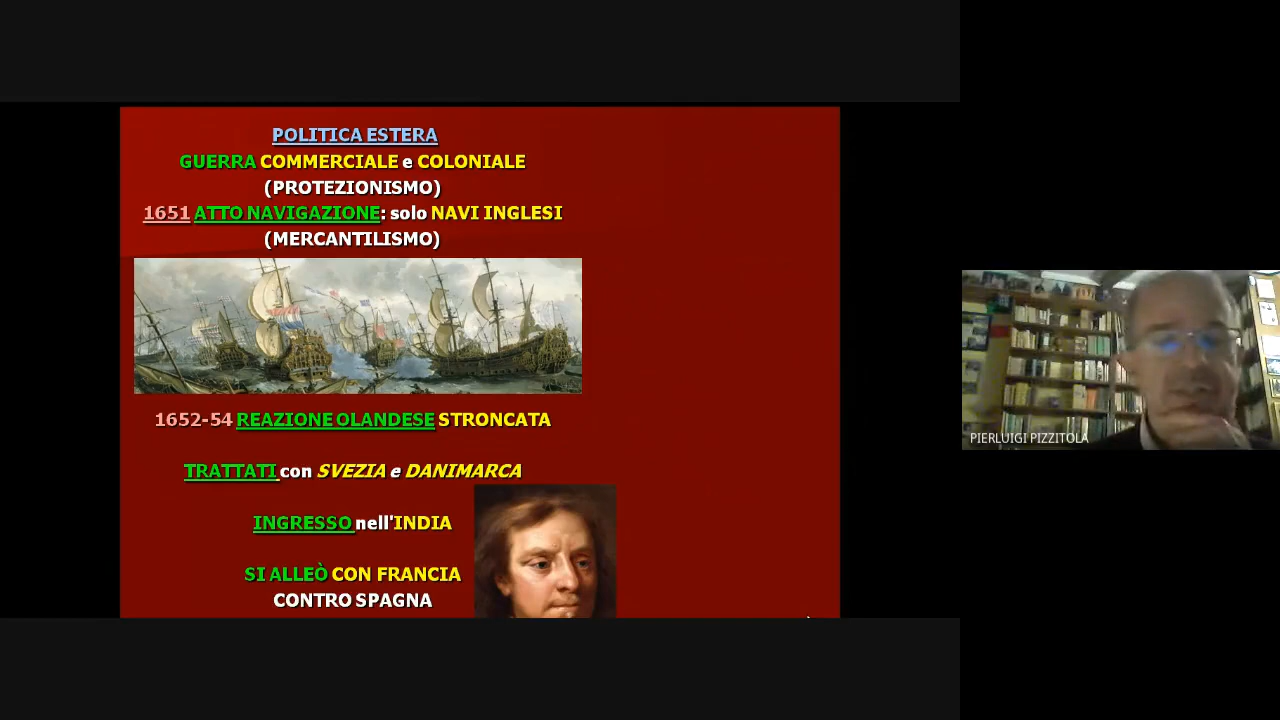 POLITICA ESTERA
GUERRA COMMERCIALE e COLONIALE
(PROTEZIONISMO)
1651 ATTO NAVIGAZIONE: solo NAVI INGLESI
(MERCANTILISMO)
1652-54 REAZIONE OLANDESE STRONCATA
TRATTATI con SVEZIA e DANIMARCA
INGRESSO nell'INDIA
SI ALLEÒ CON FRANCIA
CONTRO SPAGNA
PIERLUIGI PIZZITOLA